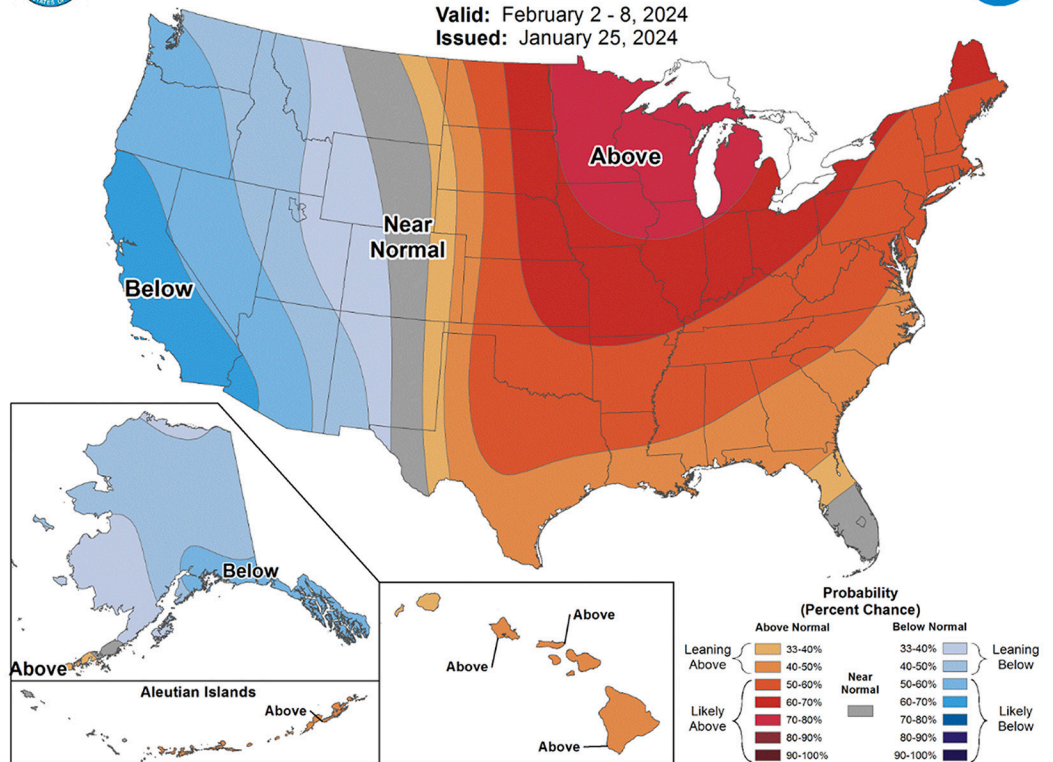 STATES OF
Valid: February 2 - 8, 2024
Issued: January 25, 2024
Above
Near
Normal
Below
Below
Above
Aleutian Islands
Above
Above
Above
Above
Probability
(Percent Chance)
Above Normal Below Normal
Leaning
Above
33-40%
40-50%
Likely
Above
50-60%
60-70%
70-80%
80-90%
90-100%
Near
Normal
33-40%
40-50%
Leaning
Below
50-60%
60-70%
70-80%
80-90%
90-100%
Likely
Below